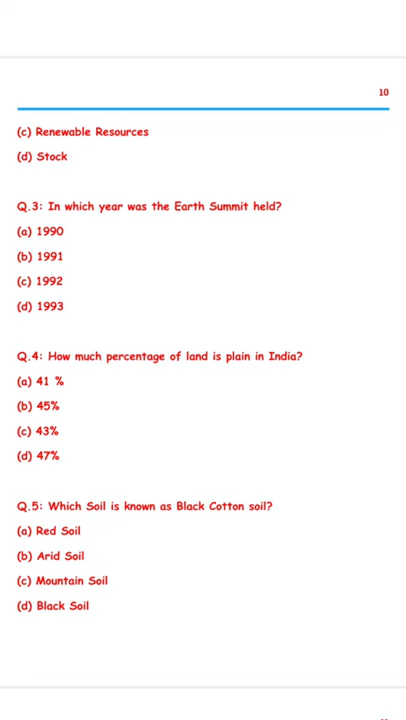 10
(c) Renewable Resources
(d) Stock
Q.3: In which year was the Earth Summit held?
(a) 1990
(b) 1991
(c) 1992
(d) 1993
Q.4: How much percentage of land is plain in India?
(a) 41 %
(b) 45%
(c) 43%
(d) 47%
Q.5: Which Soil is known as Black Cotton soil?
(a) Red Soil
(b) Arid Soil
(c) Mountain Soil
(d) Black Soil